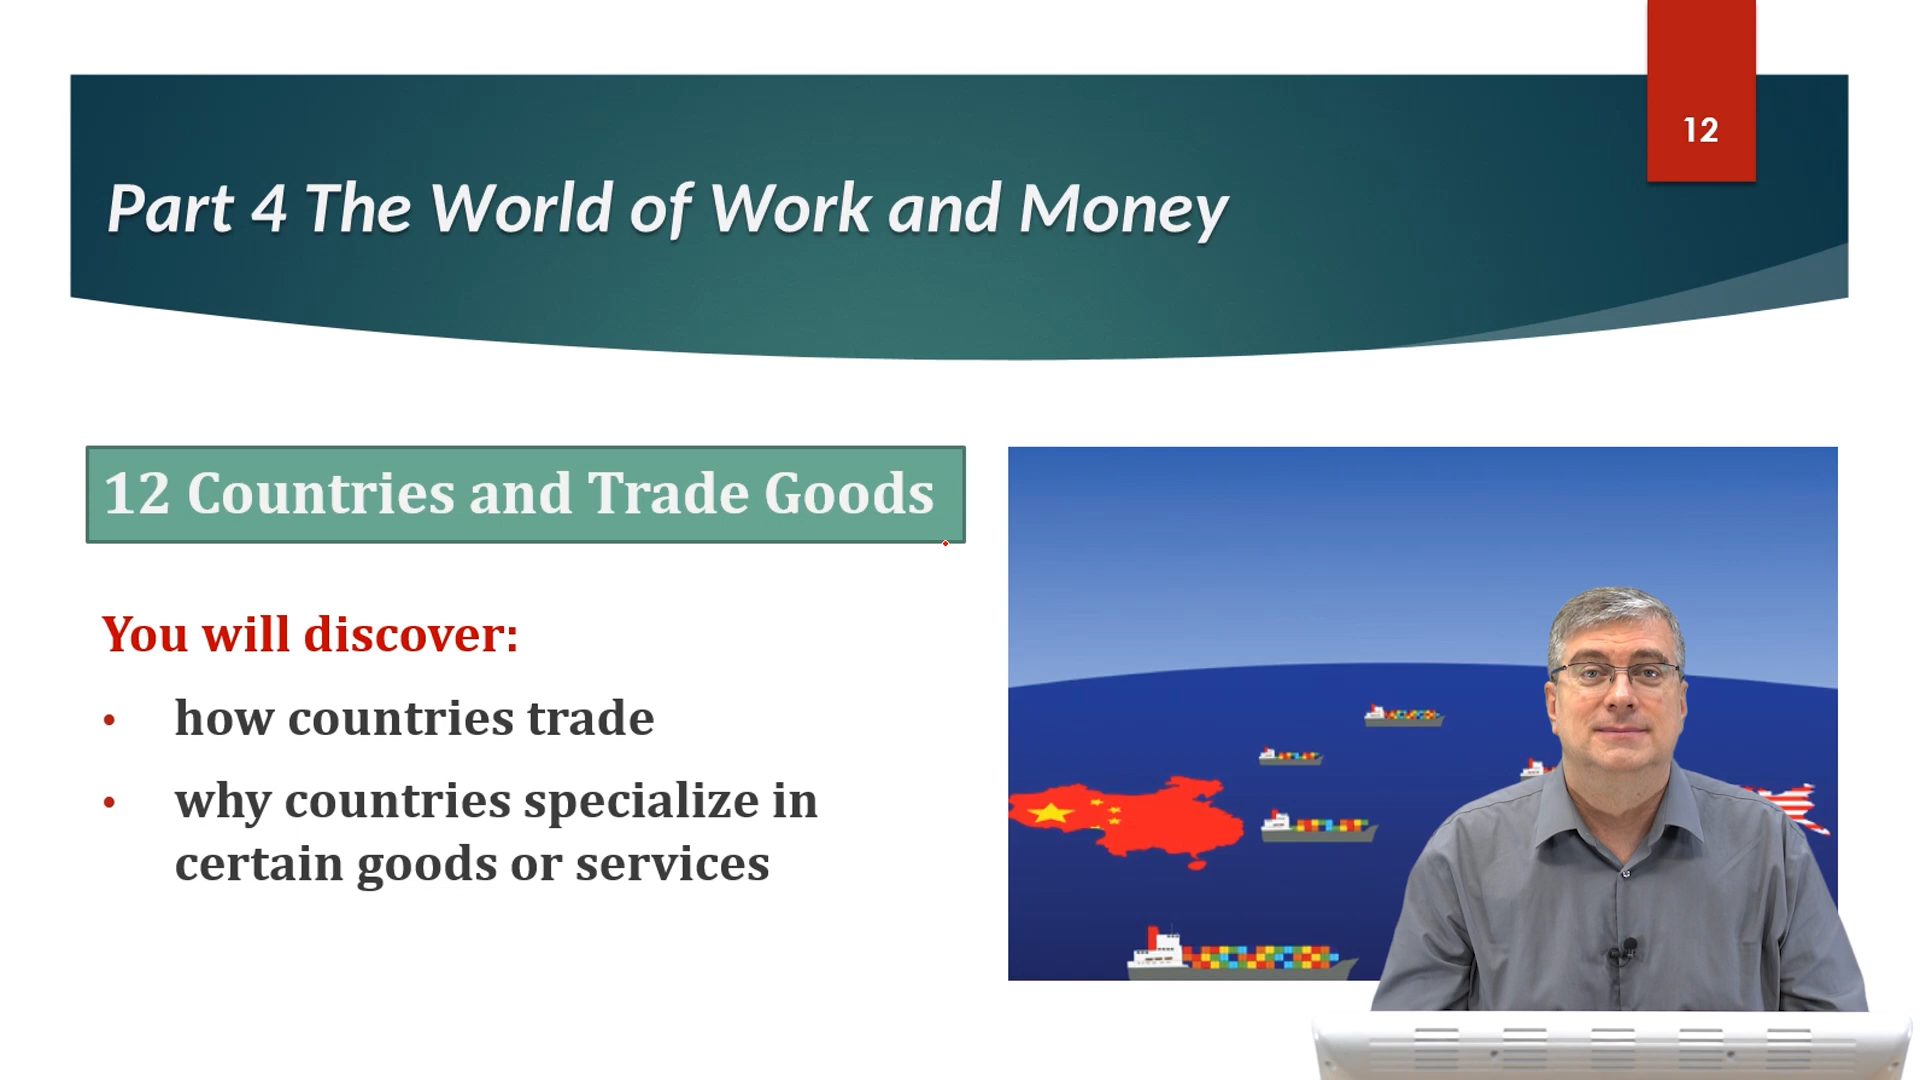 12
Part 4 The World of Work and Money
12 Countries and Trade Goods
You will discover:
• how countries trade
• why countries specialize in
certain goods or services